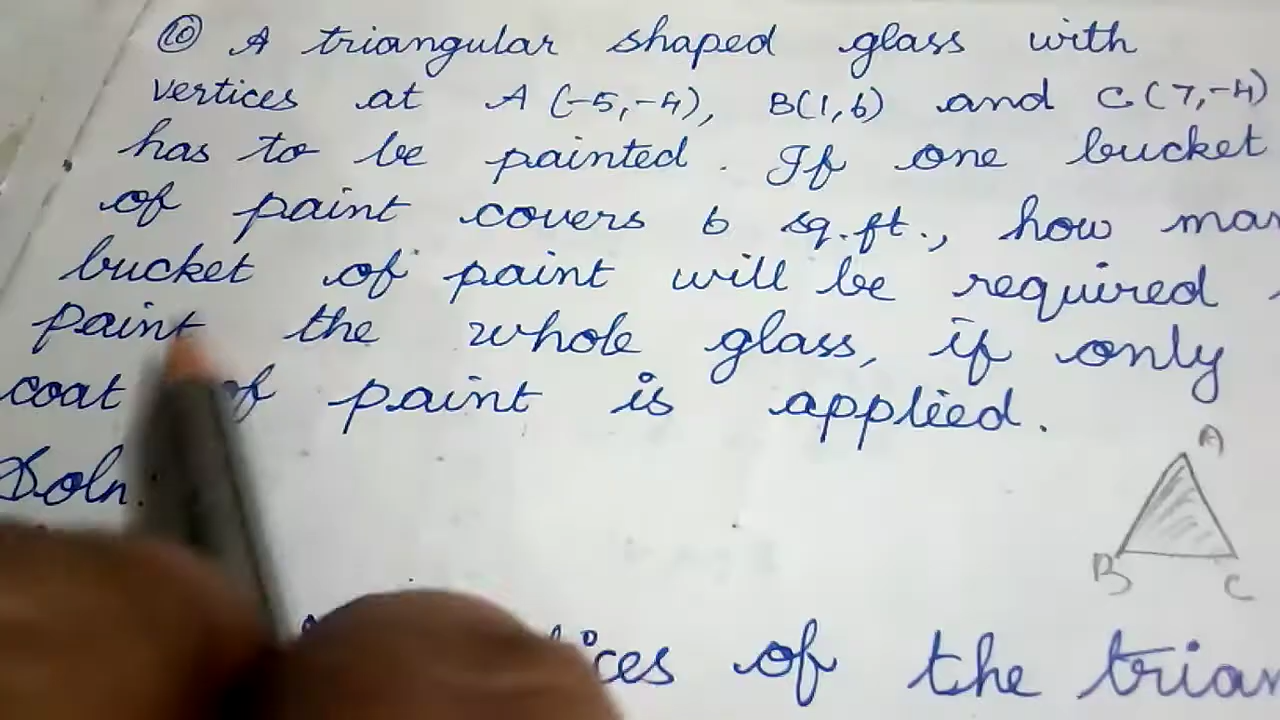 ⑩ A triangular shaped glass with
vertices at A (-5,-4), B(1,6) and C(7,-4)
has to be painted. If one bucket
of paint covers 6 sq.ft., how
bucket of paint will be required
paint the whole glass, if only
coat of paint is applied.
A
Soln:
B C
of the